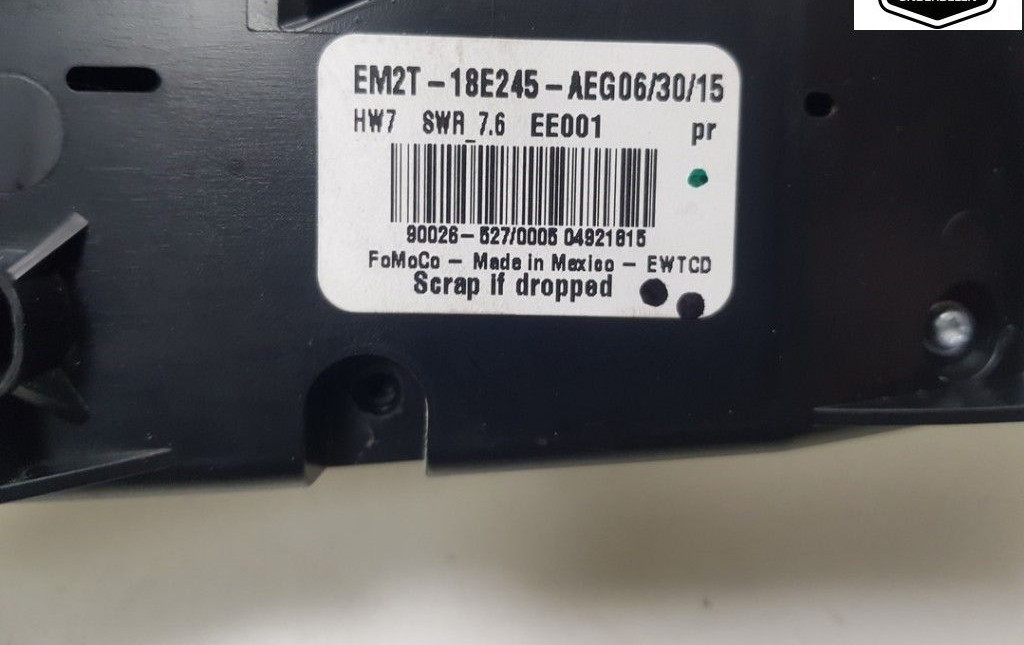 EM2T-18E245-AEG06/30/15
HW7 SWR_7.6 EE001 pr
90026-527/0005 04921815
FoMoCo - Made in Mexico - EWTCD
Scrap if dropped